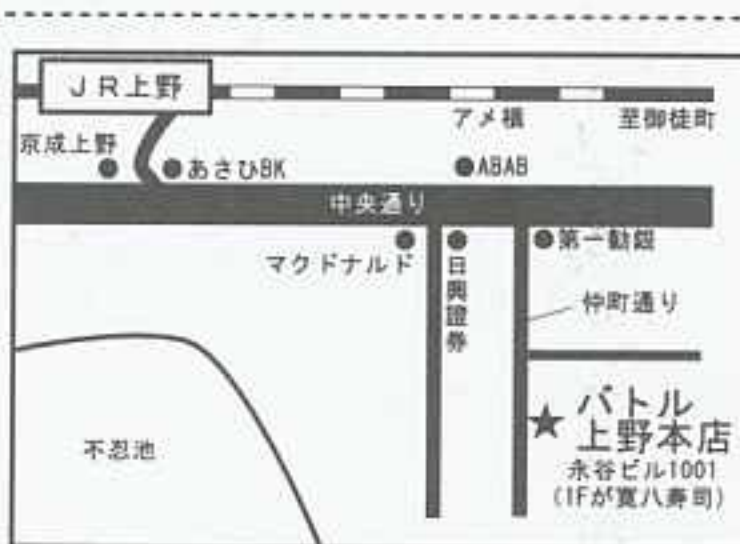 JR上野
アメ横
至御徒町
京成上野
あさひBK
ABAB
中央通り
マクドナルド
日興證券
第一勧銀
仲町通り
バトル
上野本店
永谷ビル1001
(1Fが寛八寿司)
不忍池